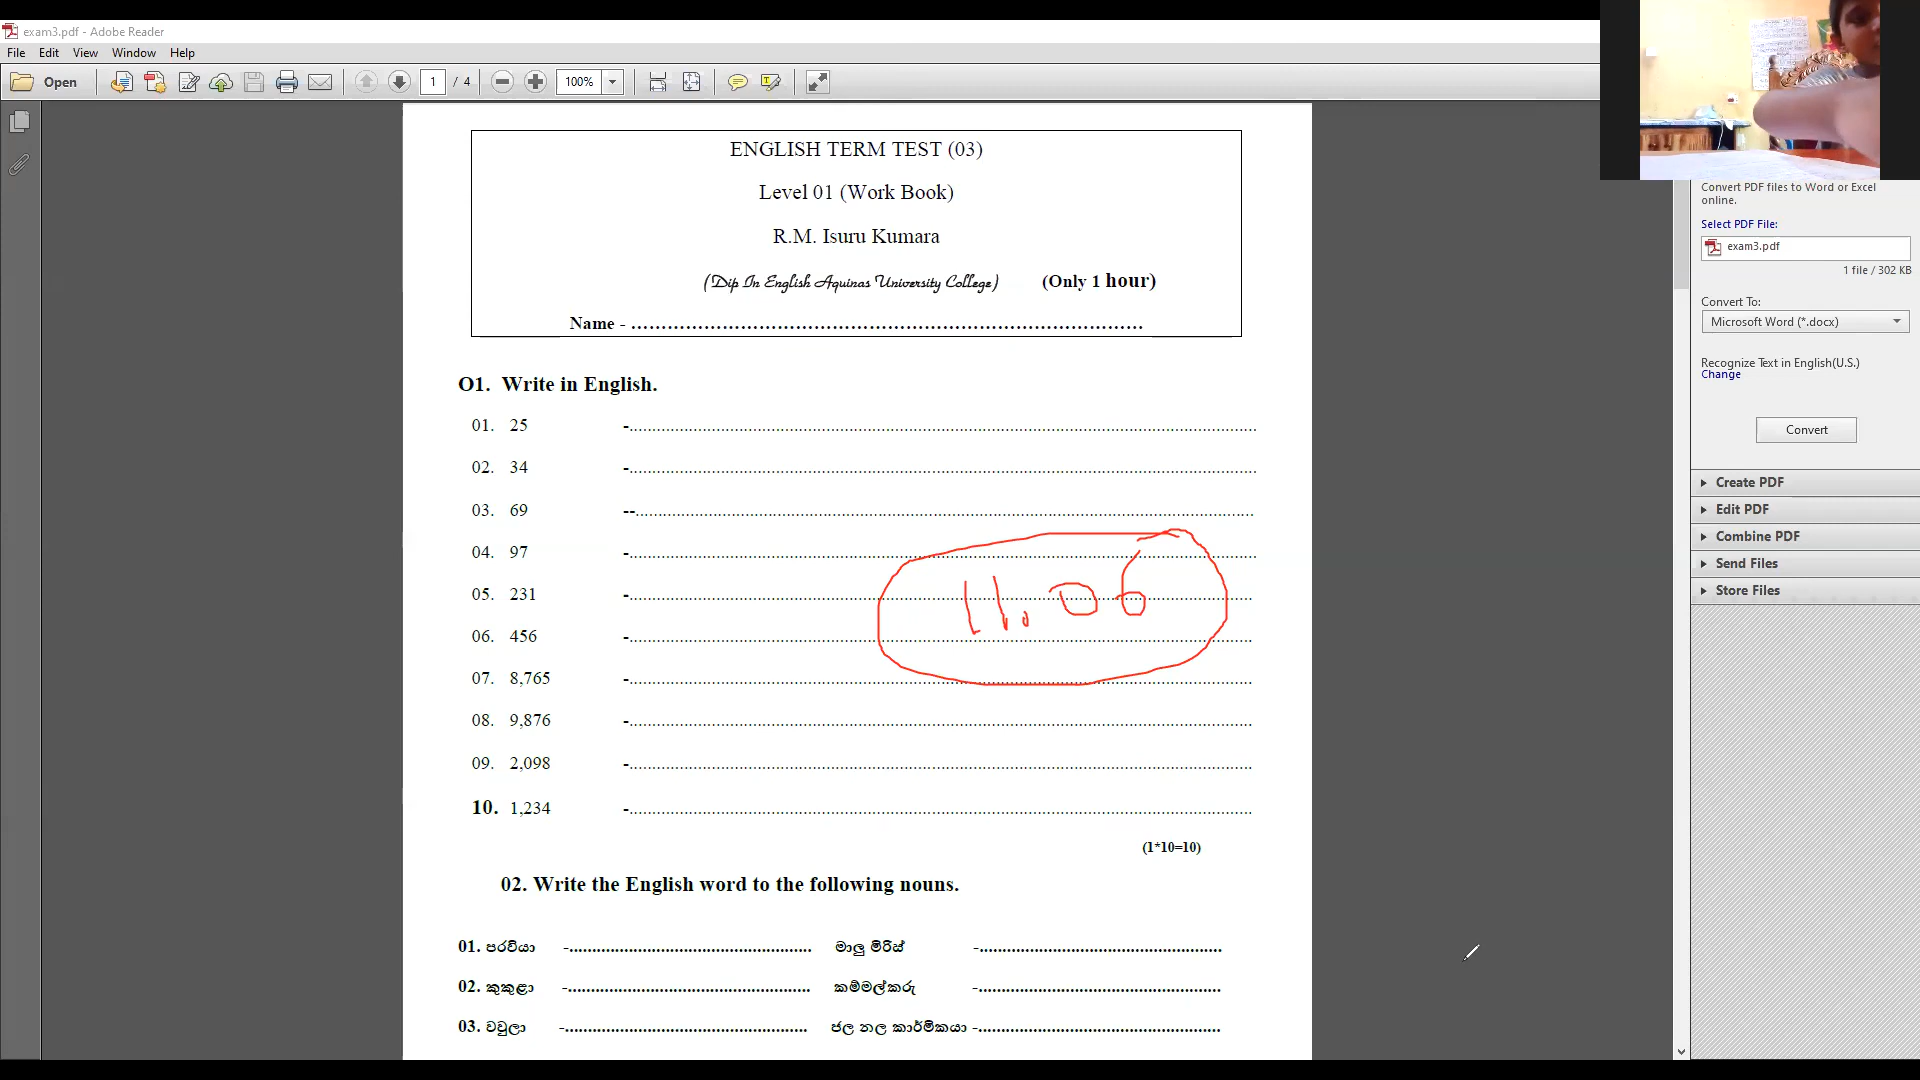 exam3.pdf - Adobe Reader
File Edit View Window Help
Open 1 / 4 100%
ENGLISH TERM TEST (03)
Level 01 (Work Book)
R.M. Isuru Kumara
(Dip In English Aquinas University College) (Only 1 hour)
Name - ..........................................................................................
O1. Write in English.
01. 25 -..........................................................................................
02. 34 -..........................................................................................
03. 69 --..........................................................................................
04. 97 -..........................................................................................
05. 231 -..........................................................................................
06. 456 -..........................................................................................
11.06
07. 8,765 -..........................................................................................
08. 9,876 -..........................................................................................
09. 2,098 -..........................................................................................
10. 1,234 -..........................................................................................
(1*10=10)
02. Write the English word to the following nouns.
01. පරවියා -..................................................... මාලු මිරිස් -.....................................................
02. කුකුළා -..................................................... කම්මල්කරු -.....................................................
03. වවුලා -..................................................... ජල නල කාර්මිකයා -.....................................................
Convert PDF files to Word or Excel
online.
Select PDF File:
exam3.pdf
1 file / 302 KB
Convert To:
Microsoft Word (*.docx)
Recognize Text in English(U.S.)
Change
Convert
Create PDF
Edit PDF
Combine PDF
Send Files
Store Files